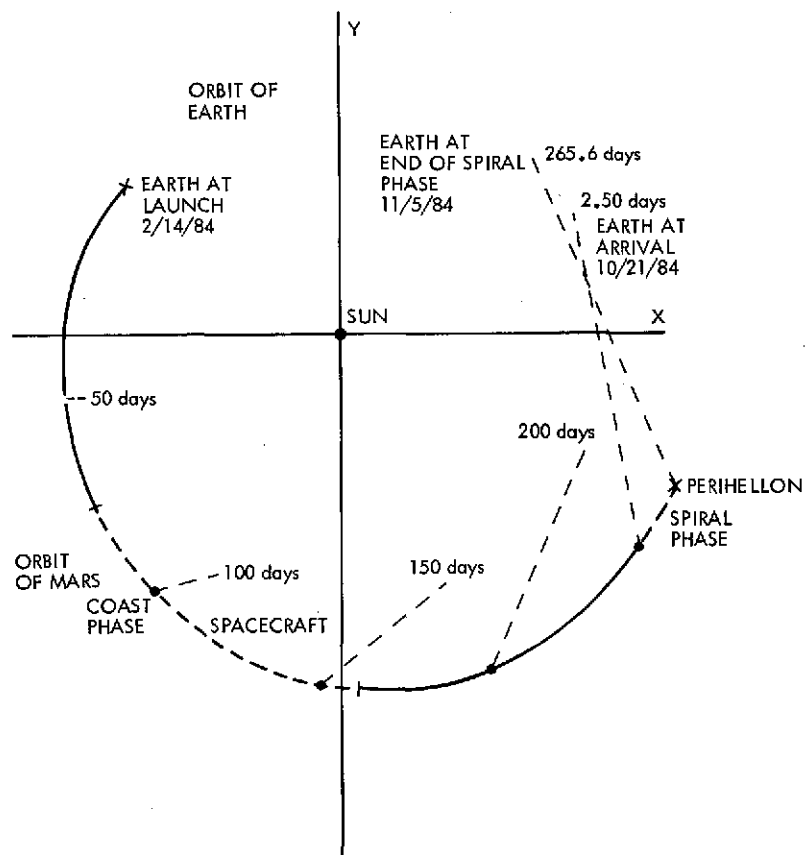 Y
ORBIT OF
EARTH
EARTH AT
END OF SPIRAL
PHASE
11/5/84
265.6 days
EARTH AT
LAUNCH
2/14/84
2.50 days
EARTH AT
ARRIVAL
10/21/84
SUN
X
50 days
200 days
PERIHELLON
SPIRAL
PHASE
ORBIT
OF MARS
100 days
150 days
COAST
PHASE
SPACECRAFT